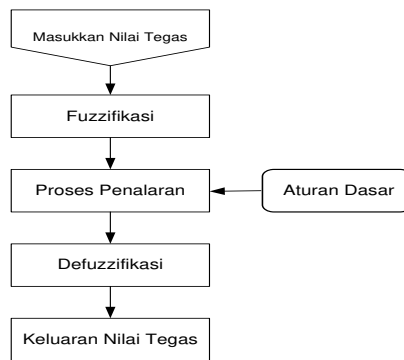 Masukkan Nilai Tegas
Fuzzifikasi
Proses Penalaran
Aturan Dasar
Defuzzifikasi
Keluaran Nilai Tegas